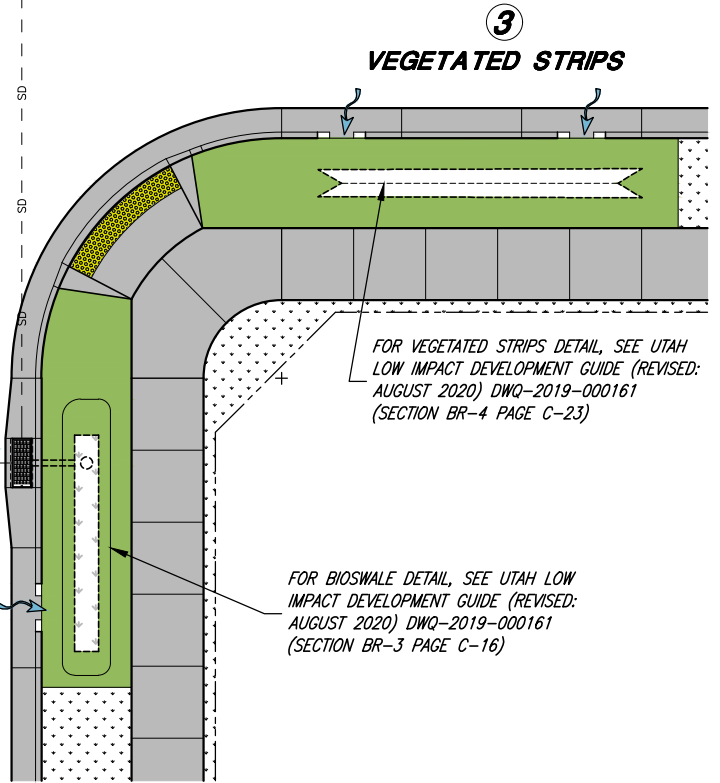 3
VEGETATED STRIPS
SD
SD
SD
FOR VEGETATED STRIPS DETAIL, SEE UTAH
LOW IMPACT DEVELOPMENT GUIDE (REVISED:
AUGUST 2020) DWQ-2019-000161
(SECTION BR-4 PAGE C-23)
FOR BIOSWALE DETAIL, SEE UTAH LOW
IMPACT DEVELOPMENT GUIDE (REVISED:
AUGUST 2020) DWQ-2019-000161
(SECTION BR-3 PAGE C-16)